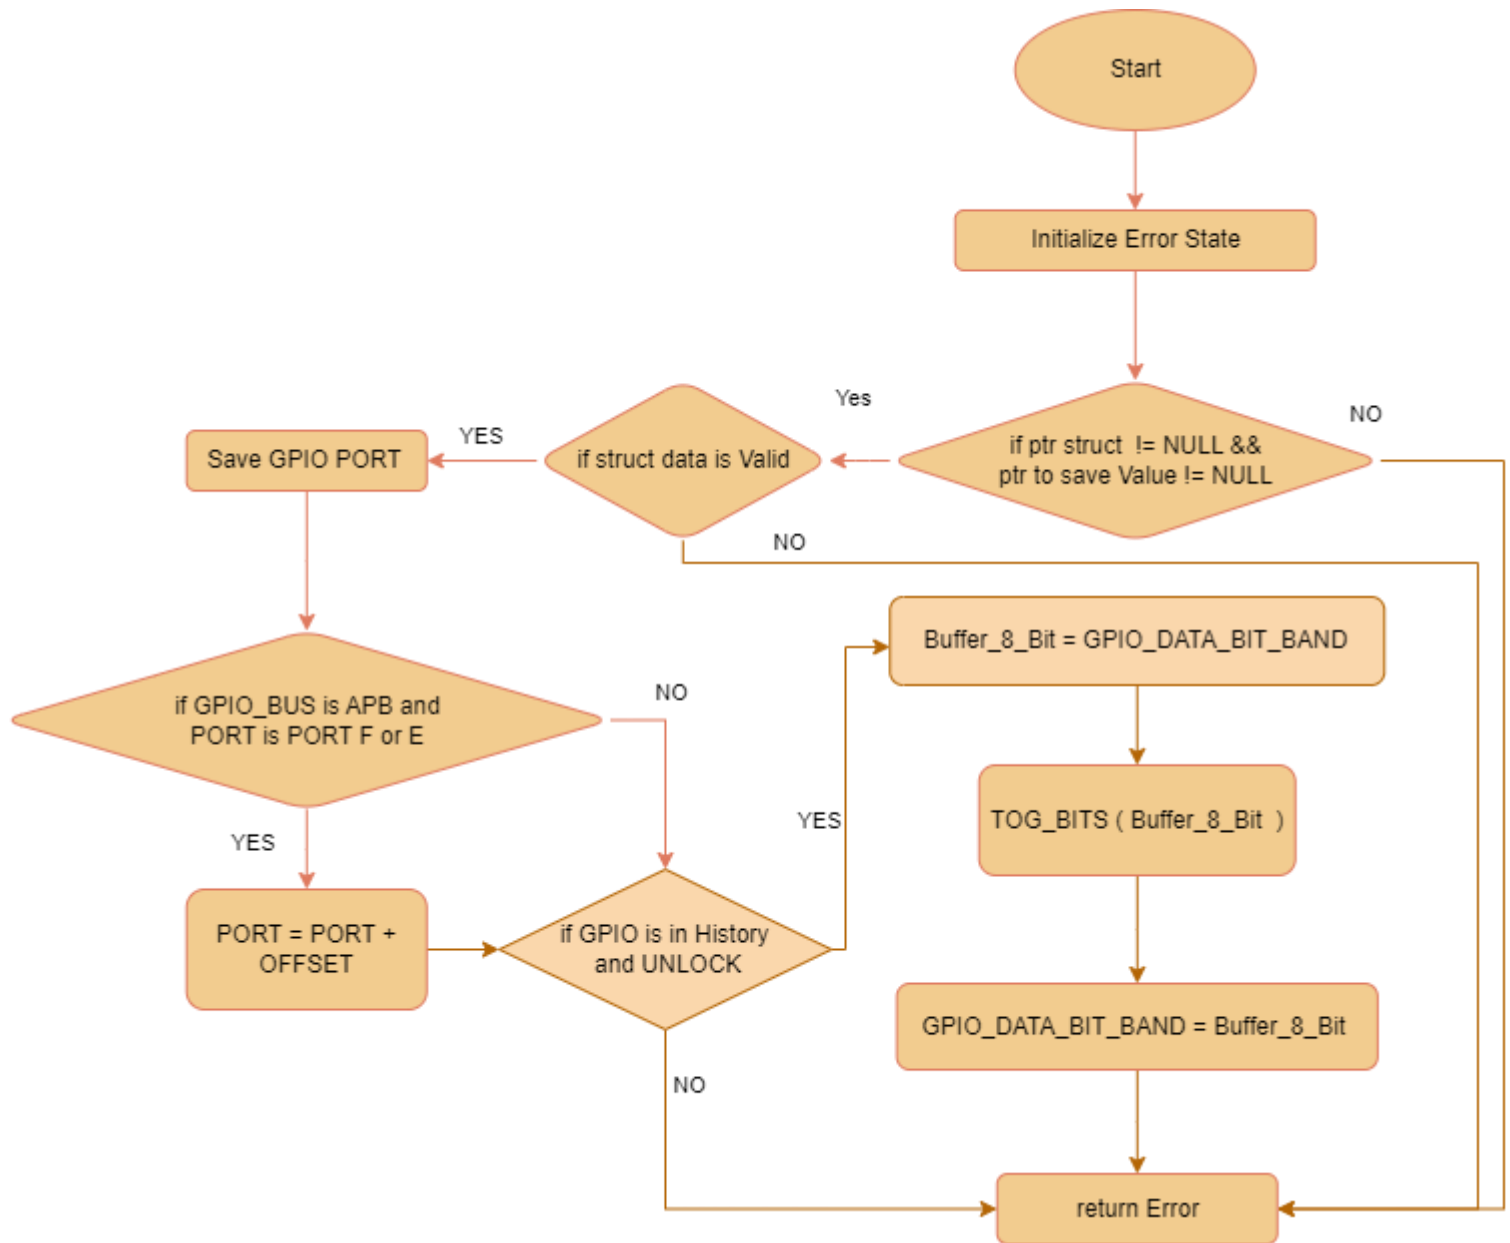 Start
Initialize Error State
if ptr struct != NULL &&
ptr to save Value != NULL
Yes
NO
if struct data is Valid
YES
NO
Save GPIO PORT
if GPIO_BUS is APB and
PORT is PORT F or E
NO
YES
PORT = PORT +
OFFSET
if GPIO is in History
and UNLOCK
YES
NO
Buffer_8_Bit = GPIO_DATA_BIT_BAND
TOG_BITS ( Buffer_8_Bit )
GPIO_DATA_BIT_BAND = Buffer_8_Bit
return Error